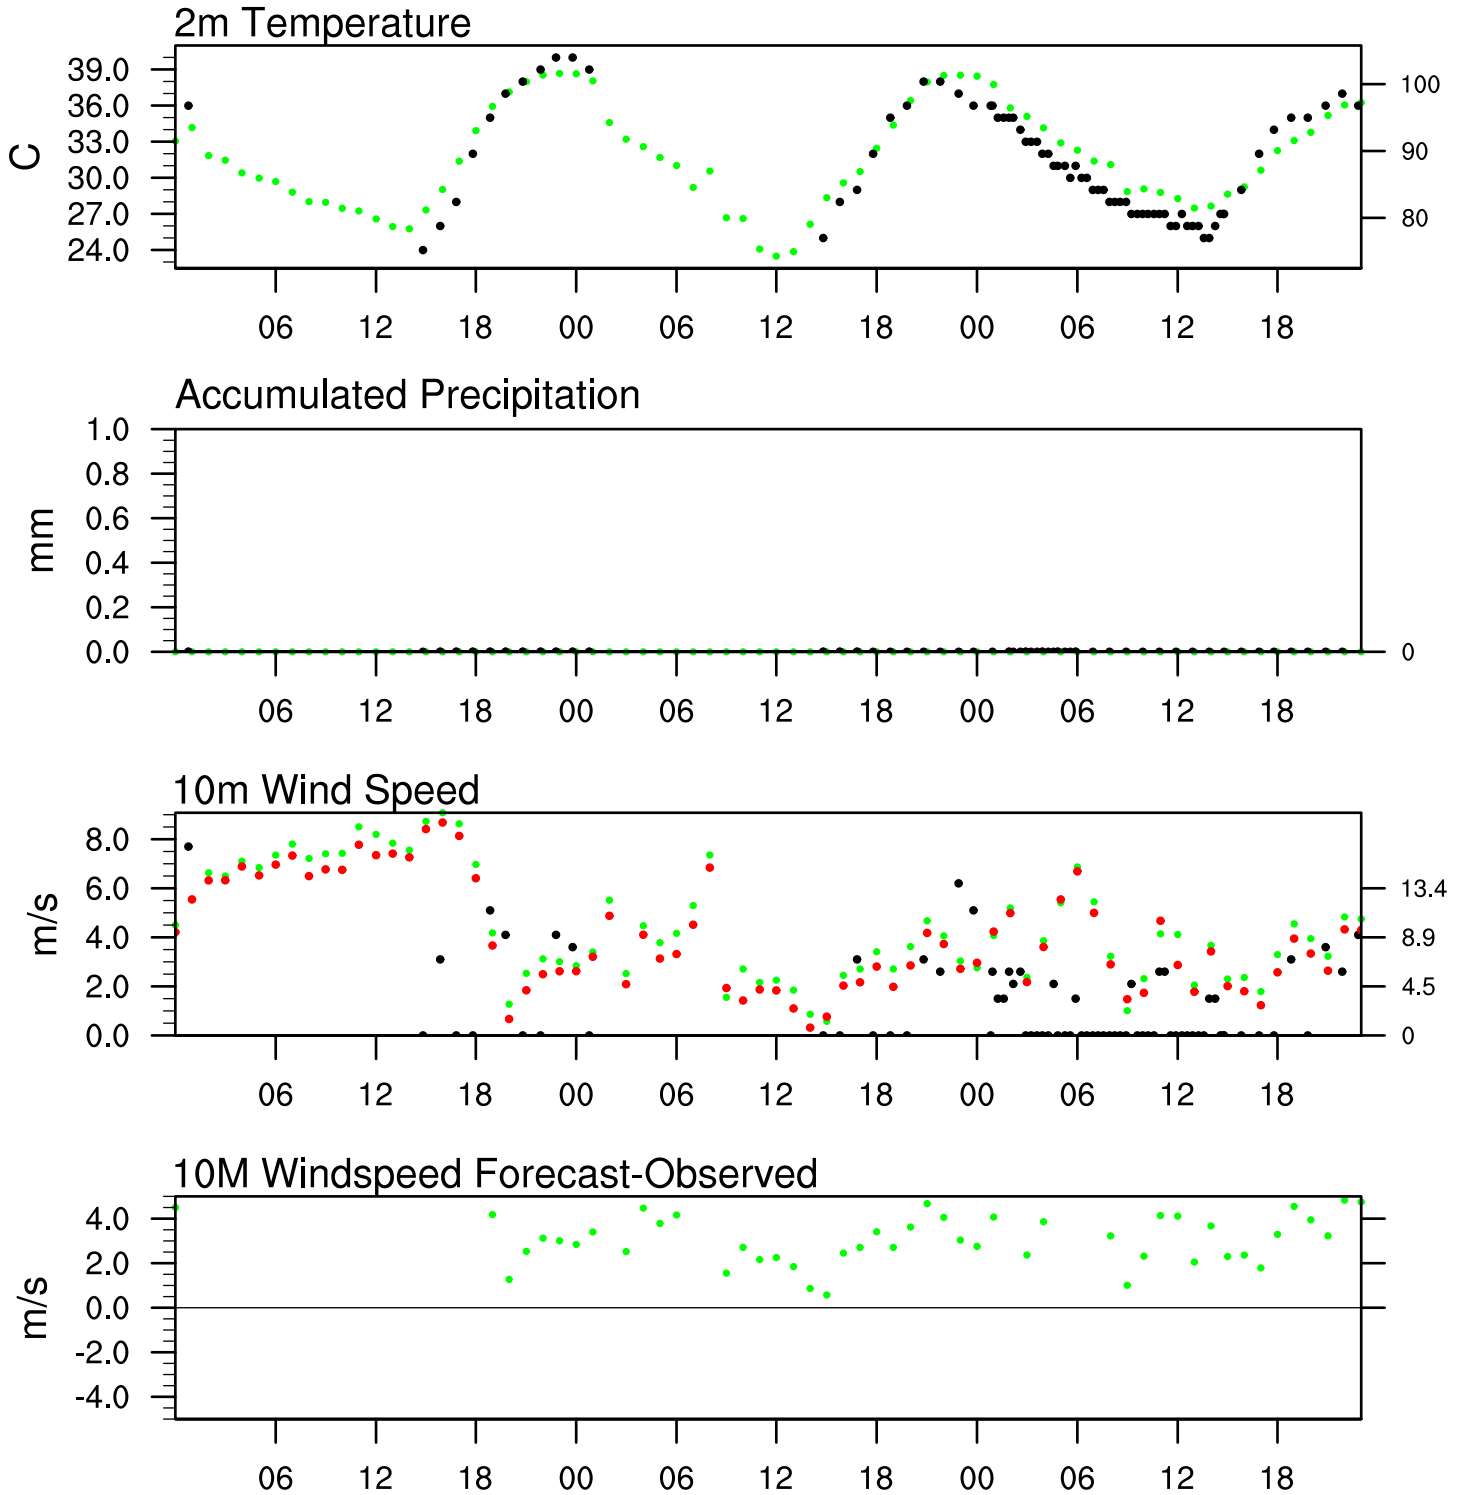 2m Temperature
39.0
36.0
33.0
30.0
27.0
24.0
C
100
90
80
06 12 18 00 06 12 18 00 06 12 18
Accumulated Precipitation
1.0
0.8
0.6
0.4
0.2
0.0
mm
0
06 12 18 00 06 12 18 00 06 12 18
10m Wind Speed
8.0
6.0
4.0
2.0
0.0
m/s
13.4
8.9
4.5
0
06 12 18 00 06 12 18 00 06 12 18
10M Windspeed Forecast-Observed
4.0
2.0
0.0
-2.0
-4.0
m/s
06 12 18 00 06 12 18 00 06 12 18